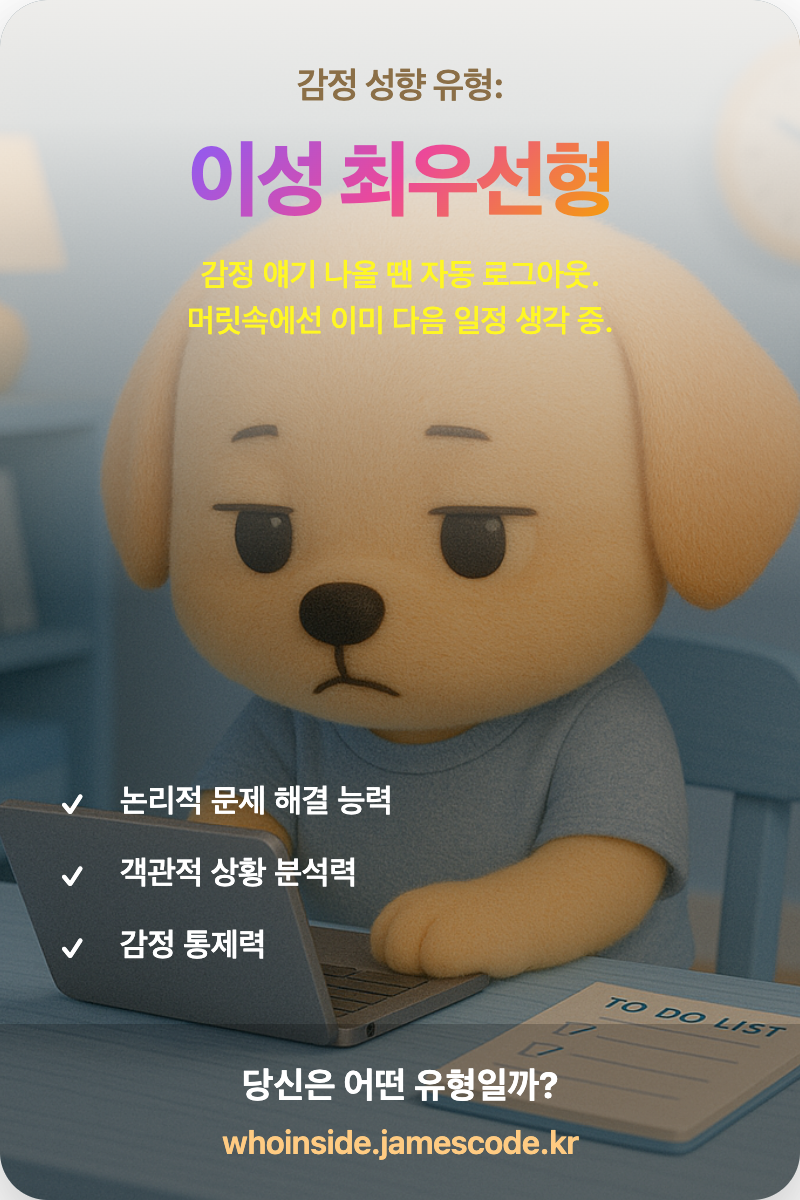 감정 성향 유형:
이성 최우선형
감정 얘기 나올 땐 자동 로그아웃.
머릿속에선 이미 다음 일정 생각 중.
논리적 문제 해결 능력
객관적 상황 분석력
감정 통제력
TO DO LIST
당신은 어떤 유형일까?
whoinside.jamescode.kr